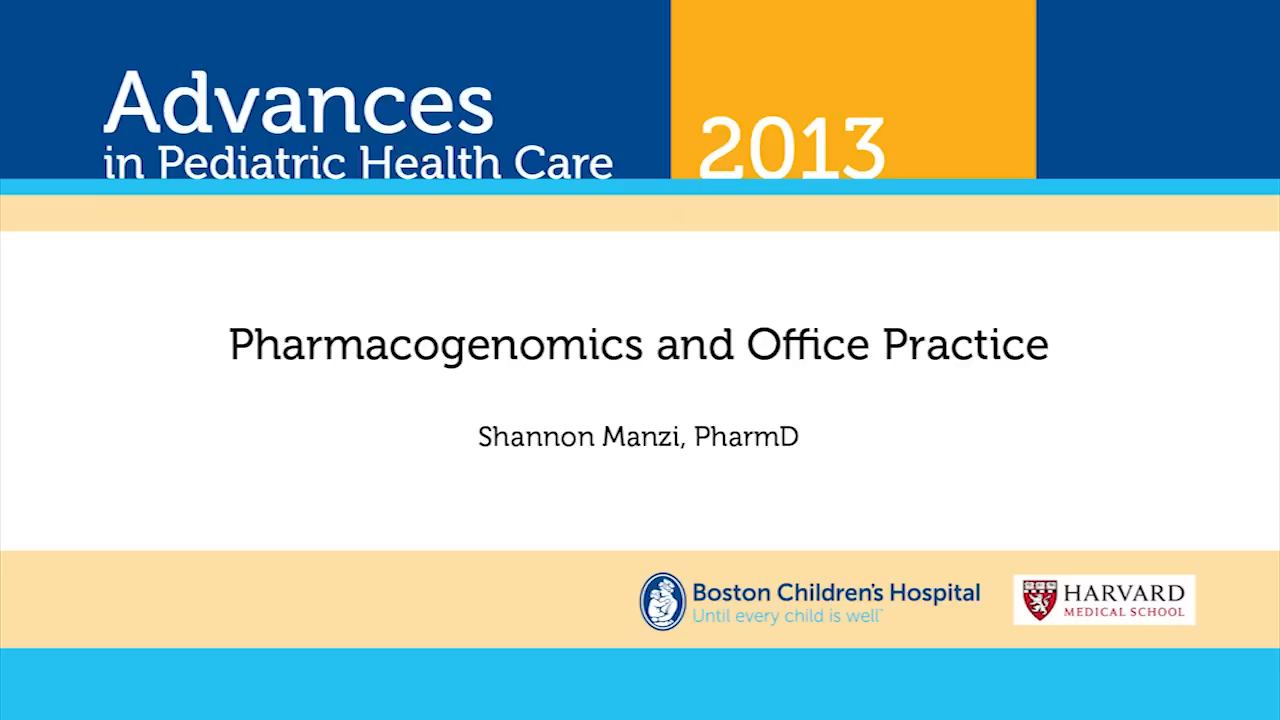 Advances
in Pediatric Health Care
2013
Pharmacogenomics and Office Practice
Shannon Manzi, PharmD
Boston Children's Hospital
Until every child is well™
HARVARD
MEDICAL SCHOOL